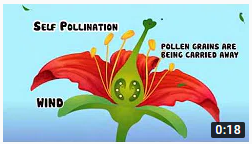 SELF POLLINATION
POLLEN GRAINS ARE
BEING CARRIED AWAY
WIND
0:18